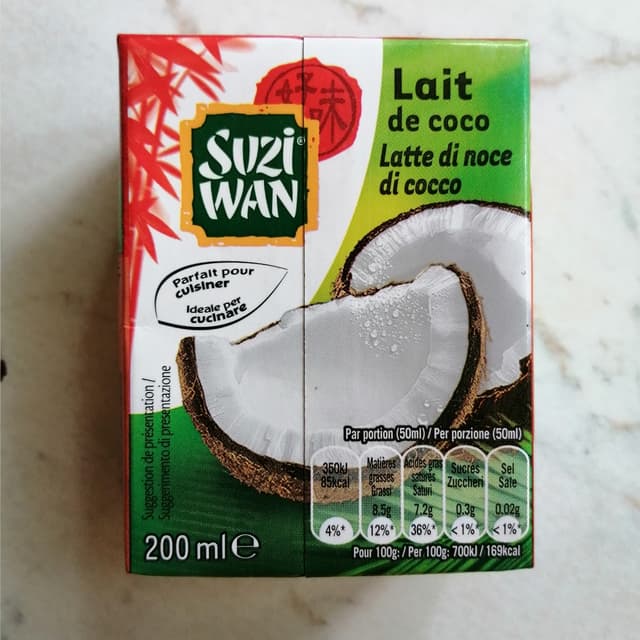 好味
SUZI®
WAN
Lait
de coco
Latte di noce
di cocco
Parfait pour
cuisiner
Ideale per
cucinare
Suggestion de présentation /
Suggerimento di presentazione
Par portion (50ml) / Per porzione (50ml)
350kJ
85kcal
4%*
Matières
grasses
Grassi
8.5g
12%*
Acides gras
saturés
Saturi
7.2g
36%*
Sucres
Zuccheri
0.3g
< 1%*
Sel
Sale
0.02g
< 1%*
Pour 100g: / Per 100g: 700kJ / 169kcal
200 ml e